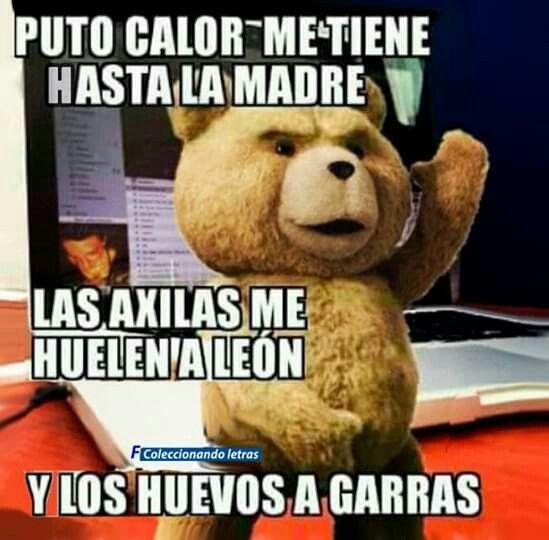 PUTO CALOR ME TIENE
HASTA LA MADRE
LAS AXILAS ME
HUELEN A LEÓN
F Coleccionando letras
Y LOS HUEVOS A GARRAS